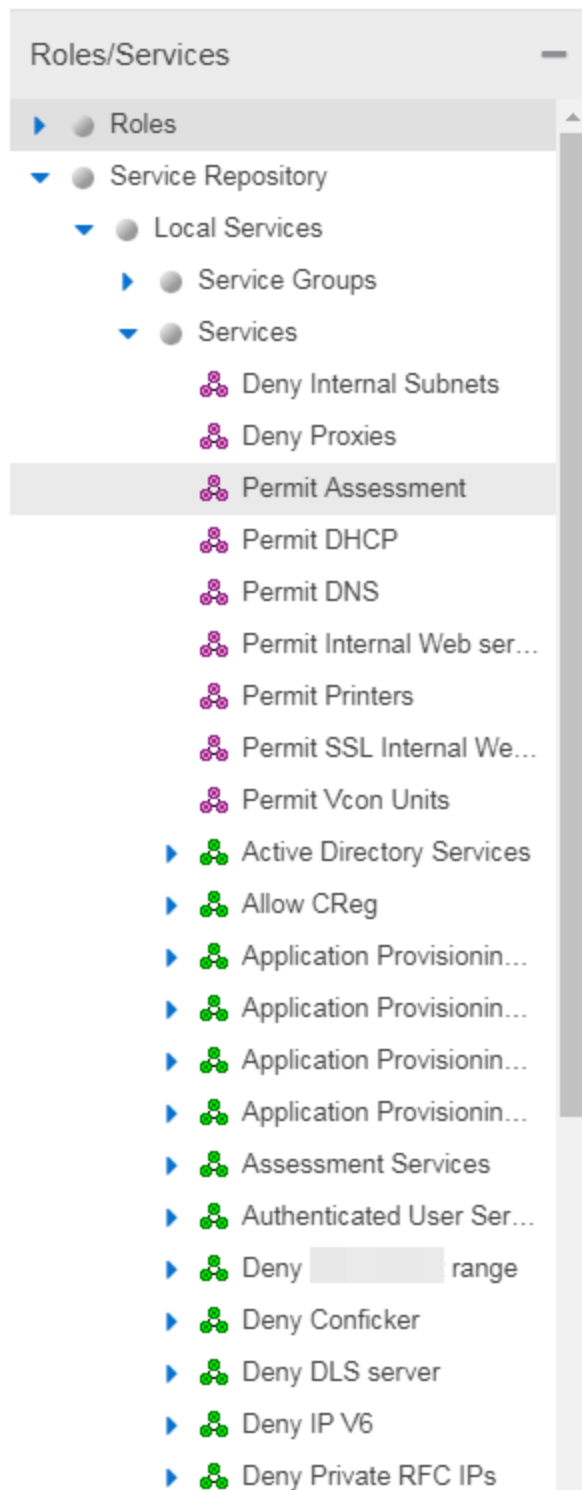 Roles/Services
Roles
Service Repository
Local Services
Service Groups
Services
Deny Internal Subnets
Deny Proxies
Permit Assessment
Permit DHCP
Permit DNS
Permit Internal Web ser...
Permit Printers
Permit SSL Internal We...
Permit Vcon Units
Active Directory Services
Allow CReg
Application Provisionin...
Application Provisionin...
Application Provisionin...
Application Provisionin...
Assessment Services
Authenticated User Ser...
Deny range
Deny Conficker
Deny DLS server
Deny IP V6
Deny Private RFC IPs